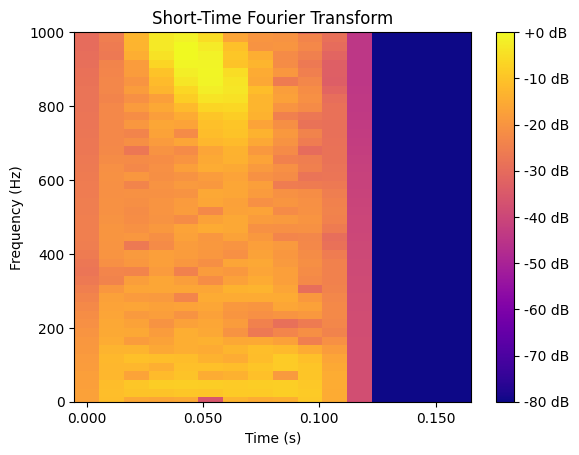 Short-Time Fourier Transform
1000
800
600
400
200
0
Frequency (Hz)
0.000
0.050
0.100
0.150
Time (s)
+0 dB
-10 dB
-20 dB
-30 dB
-40 dB
-50 dB
-60 dB
-70 dB
-80 dB